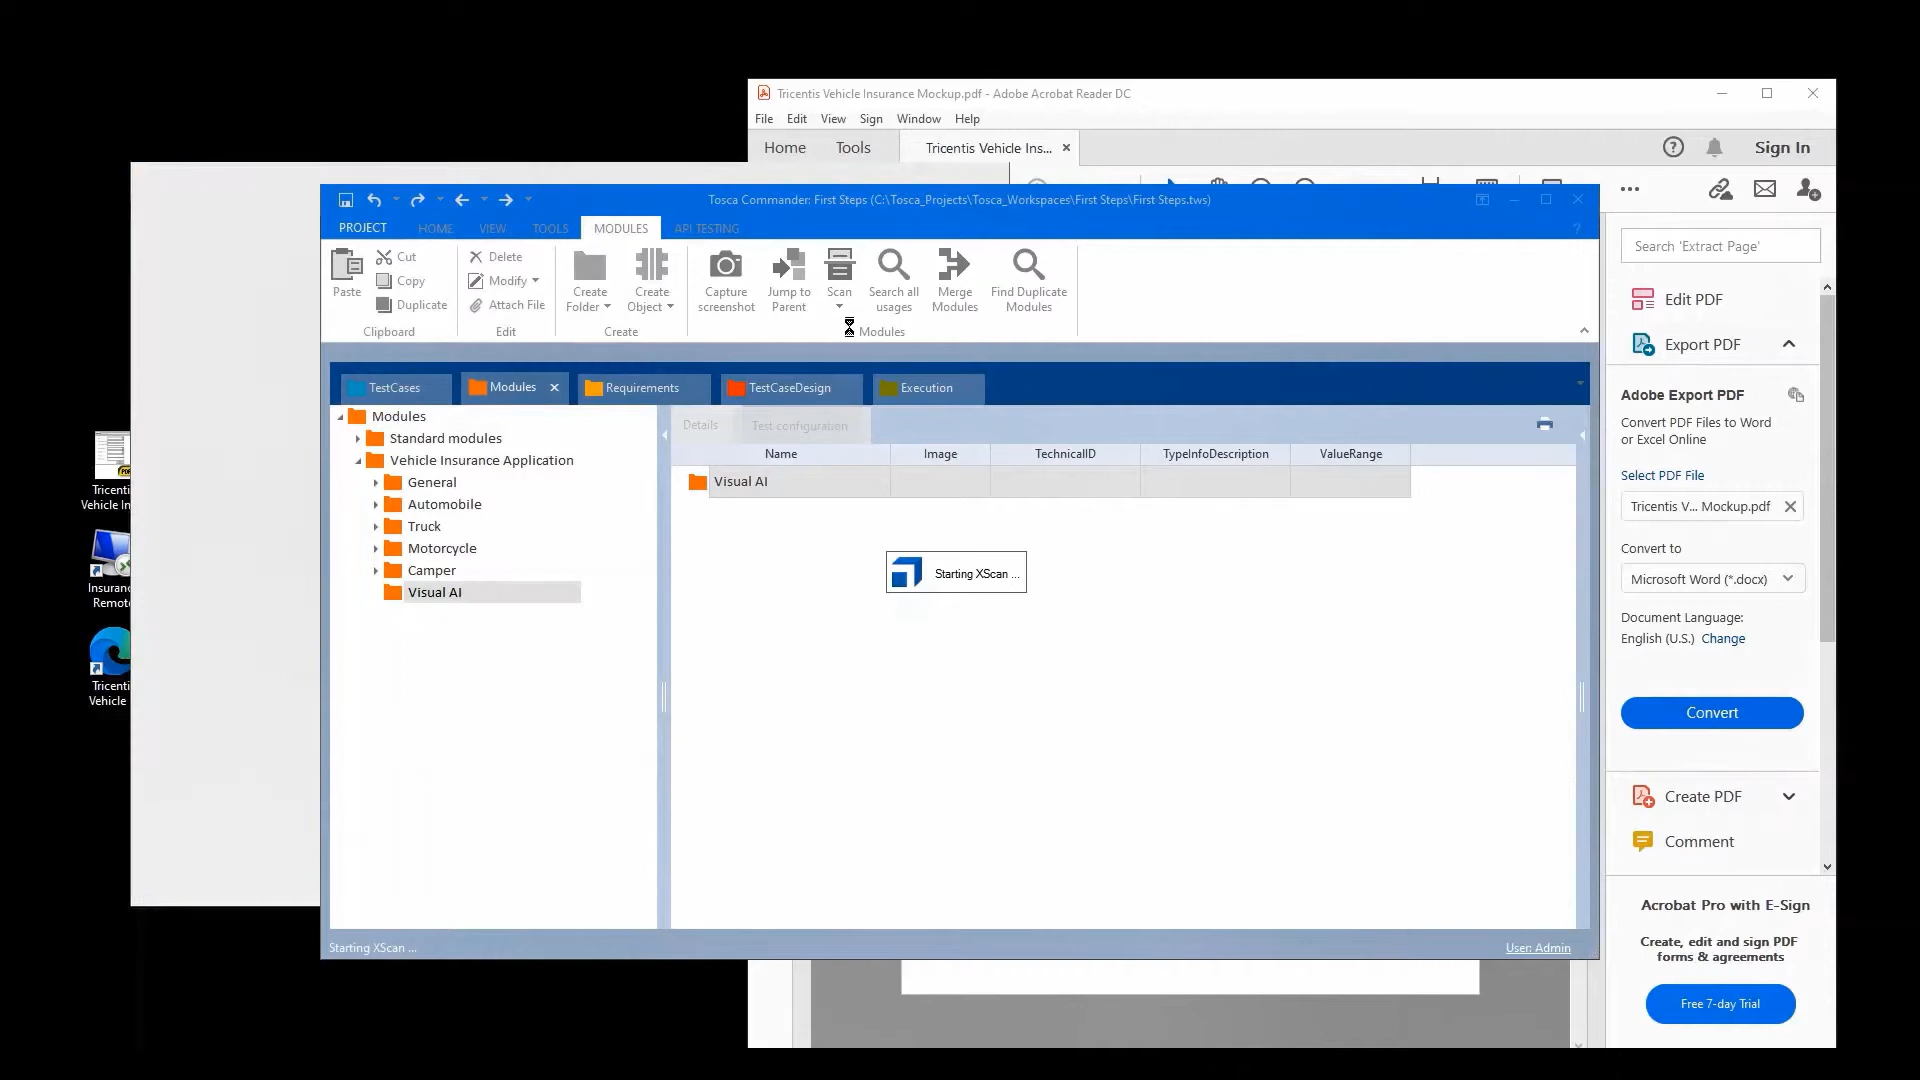 Tricentis Vehicle Insurance Mockup.pdf - Adobe Acrobat Reader DC
File Edit View Sign Window Help
Home Tools Tricentis Vehicle Ins... Sign In
Tosca Commander: First Steps (C:\Tosca_Projects\Tosca_Workspaces\First Steps\First Steps.tws)
PROJECT HOME VIEW TOOLS MODULES API TESTING
Paste
Cut
Copy
Duplicate
Clipboard
Delete
Modify
Attach File
Edit
Create
Folder
Create
Object
Create
Capture
screenshot
Jump to
Parent
Scan
Search all
usages
Merge
Modules
Find Duplicate
Modules
Modules
TestCases Modules Requirements TestCaseDesign Execution
Modules
Standard modules
Vehicle Insurance Application
General
Automobile
Truck
Motorcycle
Camper
Visual AI
Details Test configuration
Name Image TechnicalID TypeInfoDescription ValueRange
Visual AI
Starting XScan ...
Starting XScan ...
User: Admin
Tricenti
Vehicle In
PDF
Insuran
Remot
Tricenti
Vehicle
Search 'Extract Page'
Edit PDF
Export PDF
Adobe Export PDF
Convert PDF Files to Word
or Excel Online
Select PDF File
Tricentis V... Mockup.pdf
Convert to
Microsoft Word (*.docx)
Document Language:
English (U.S.) Change
Convert
Create PDF
Comment
Acrobat Pro with E-Sign
Create, edit and sign PDF
forms & agreements
Free 7-day Trial